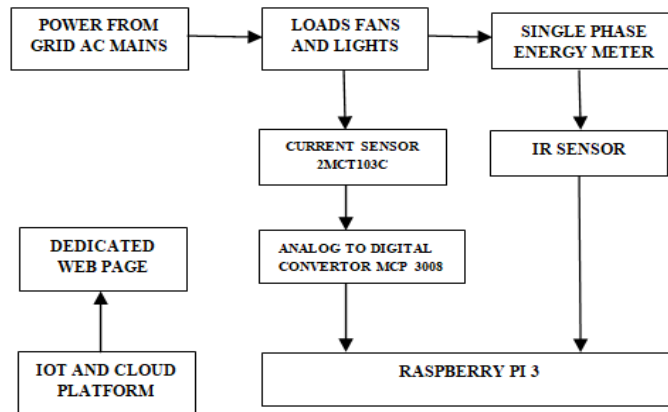 POWER FROM
GRID AC MAINS
LOADS FANS
AND LIGHTS
SINGLE PHASE
ENERGY METER
CURRENT SENSOR
2MCT103C
IR SENSOR
DEDICATED
WEB PAGE
ANALOG TO DIGITAL
CONVERTOR MCP 3008
IOT AND CLOUD
PLATFORM
RASPBERRY PI 3